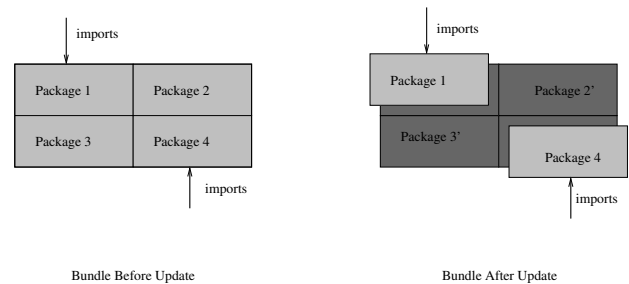 imports
imports
Package 1
Package 2
Package 1
Package 2'
Package 3
Package 4
Package 3'
Package 4
imports
imports
Bundle Before Update
Bundle After Update